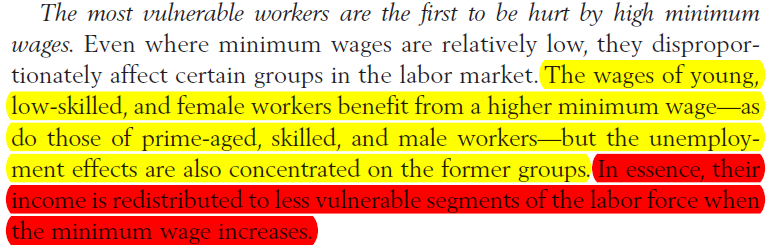 The most vulnerable workers are the first to be hurt by high minimum
wages. Even where minimum wages are relatively low, they dispropor-
tionately affect certain groups in the labor market. The wages of young,
low-skilled, and female workers benefit from a higher minimum wage—as
do those of prime-aged, skilled, and male workers—but the unemploy-
ment effects are also concentrated on the former groups. In essence, their
income is redistributed to less vulnerable segments of the labor force when
the minimum wage increases.